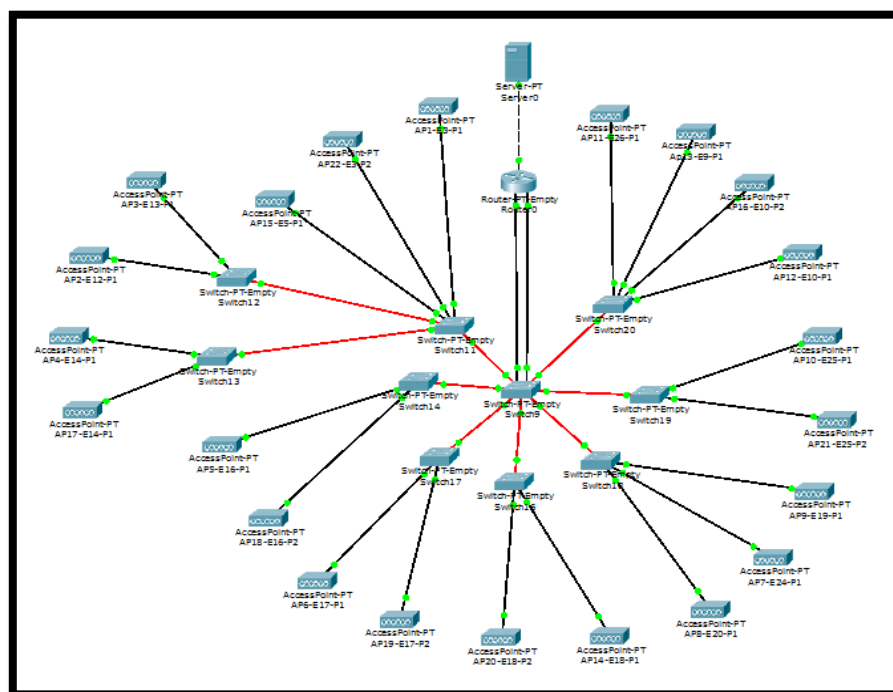 Server-PT
Server0
AccessPoint-PT
AP1-E3-P1
AccessPoint-PT
AP11-E26-P1
AccessPoint-PT
AP13-E9-P1
AccessPoint-PT
AP22-E3-P2
AccessPoint-PT
AP3-E13-P1
AccessPoint-PT
AP15-E5-P1
Router-PT-Empty
Router0
AccessPoint-PT
AP16-E10-P2
AccessPoint-PT
AP2-E12-P1
Switch-PT-Empty
Switch12
AccessPoint-PT
AP12-E10-P1
Switch-PT-Empty
Switch20
Switch-PT-Empty
Switch11
AccessPoint-PT
AP4-E14-P1
Switch-PT-Empty
Switch13
AccessPoint-PT
AP10-E25-P1
Switch-PT-Empty
Switch14
Switch-PT-Empty
Switch9
Switch-PT-Empty
Switch19
AccessPoint-PT
AP17-E14-P1
AccessPoint-PT
AP21-E25-P2
AccessPoint-PT
AP5-E16-P1
Switch-PT-Empty
Switch17
Switch-PT-Empty
Switch-PT-Empty
AccessPoint-PT
AP9-E19-P1
AccessPoint-PT
AP18-E16-P2
AccessPoint-PT
AP7-E24-P1
AccessPoint-PT
AP6-E17-P1
AccessPoint-PT
AP8-E20-P1
AccessPoint-PT
AP19-E17-P2
AccessPoint-PT
AP20-E18-P2
AccessPoint-PT
AP14-E18-P1